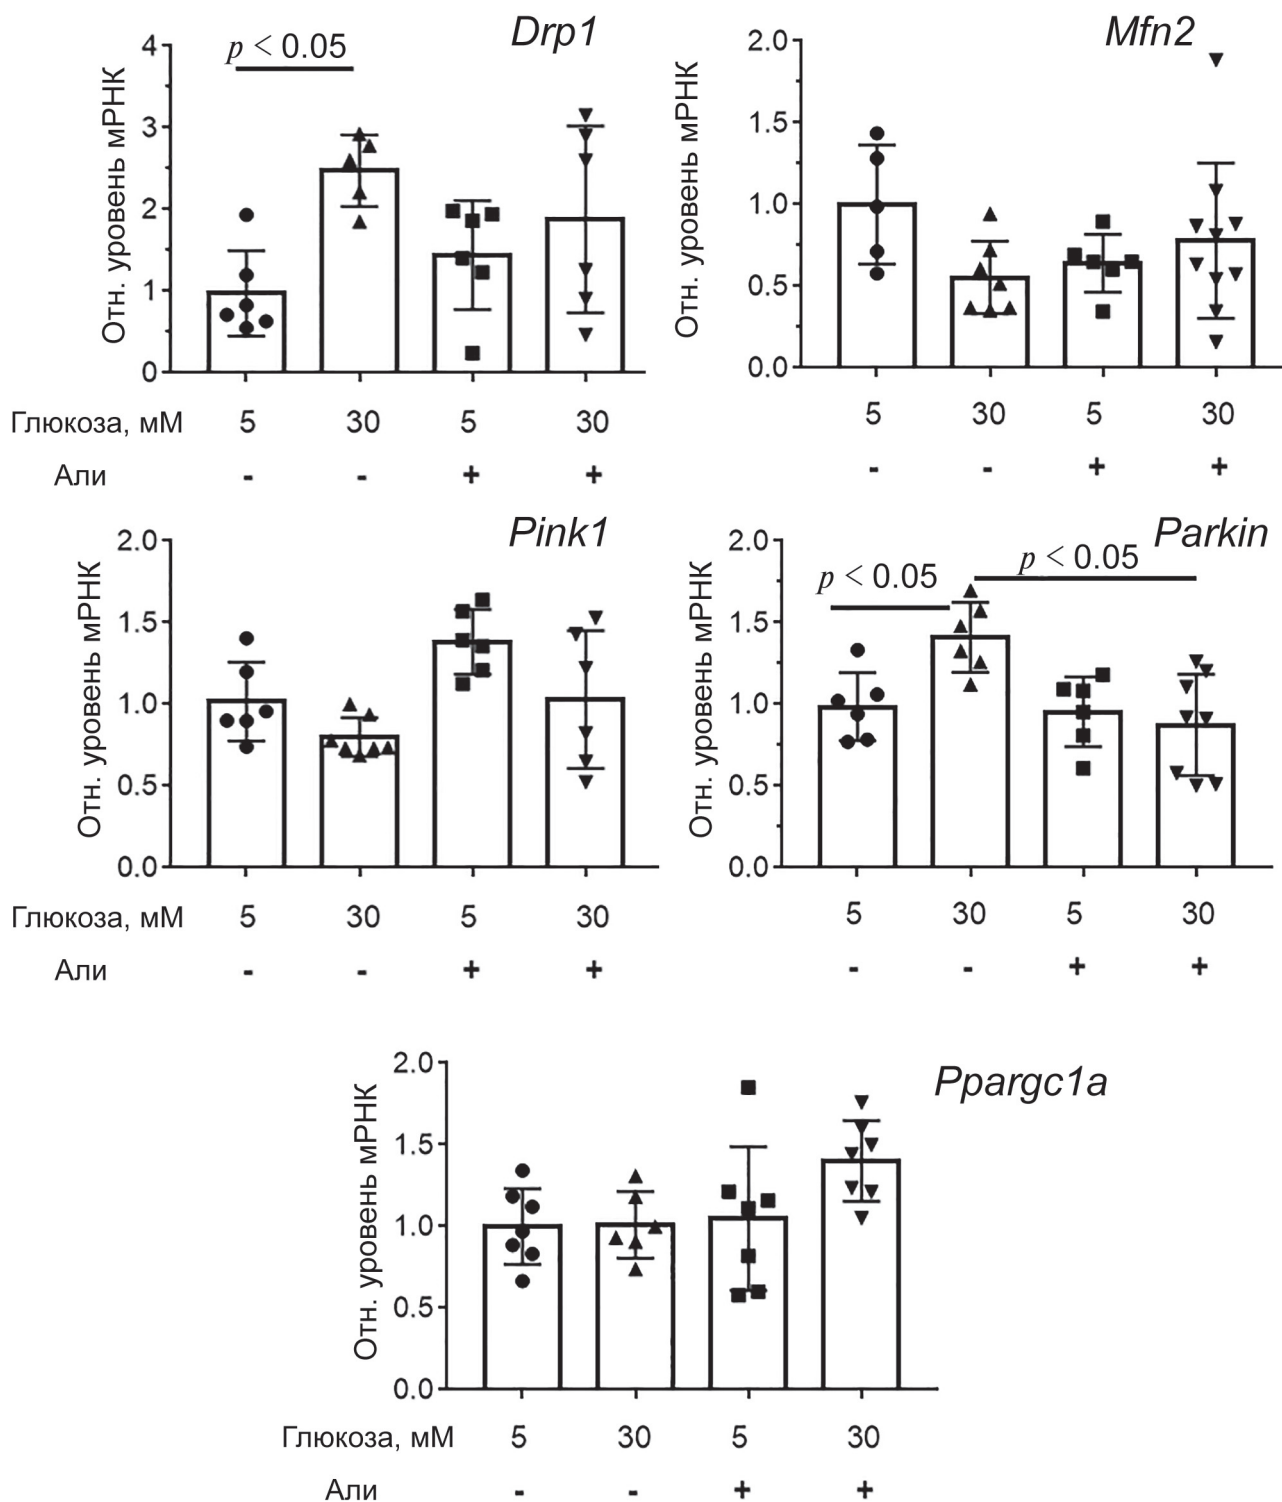 Drp1
p < 0.05
Отн. уровень мРНК
4
3
2
1
0
Глюкоза, мМ 5 30 5 30
Али - - + +
Mfn2
Отн. уровень мРНК
2.0
1.5
1.0
0.5
0.0
5 30 5 30
- - + +
Pink1
Отн. уровень мРНК
2.0
1.5
1.0
0.5
0.0
Глюкоза, мМ 5 30 5 30
Али - - + +
Parkin
p < 0.05
p < 0.05
Отн. уровень мРНК
2.0
1.5
1.0
0.5
0.0
5 30 5 30
- - + +
Ppargc1a
Отн. уровень мРНК
2.0
1.5
1.0
0.5
0.0
Глюкоза, мМ 5 30 5 30
Али - - + +